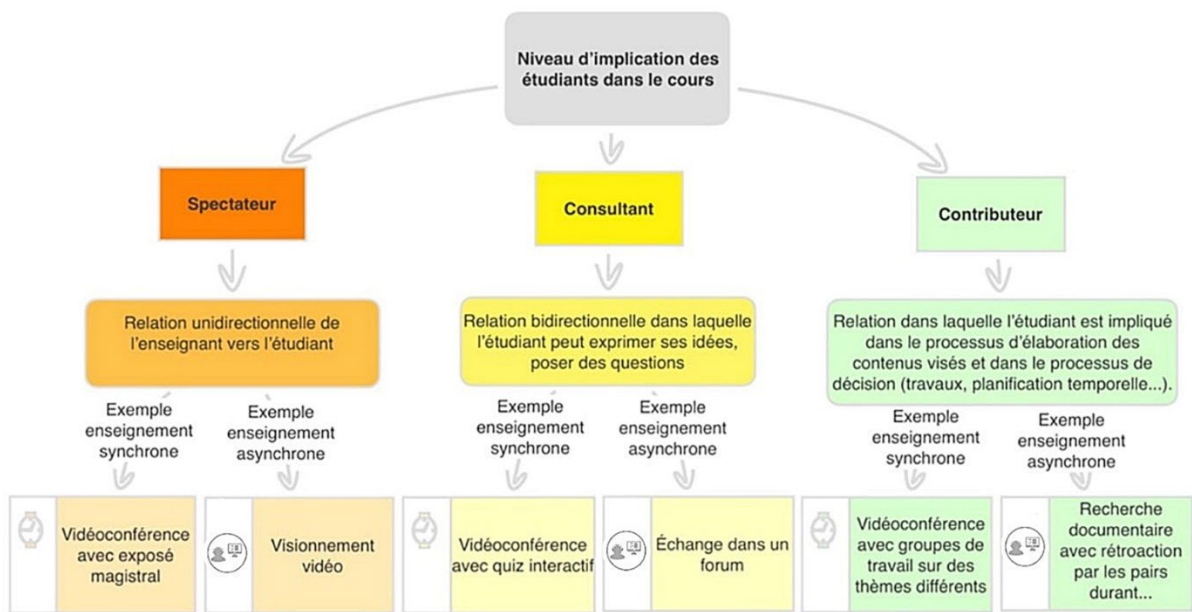 Niveau d'implication des
étudiants dans le cours
Spectateur
Consultant
Contributeur
Relation unidirectionnelle de
l'enseignant vers l'étudiant
Relation bidirectionnelle dans laquelle
l'étudiant peut exprimer ses idées,
poser des questions
Relation dans laquelle l'étudiant est impliqué
dans le processus d'élaboration des
contenus visés et dans le processus de
décision (travaux, planification temporelle...).
Exemple
enseignement
synchrone
Exemple
enseignement
asynchrone
Exemple
enseignement
synchrone
Exemple
enseignement
asynchrone
Exemple
enseignement
synchrone
Exemple
enseignement
asynchrone
Vidéoconférence
avec exposé
magistral
Visionnement
vidéo
Vidéoconférence
avec quiz interactif
Échange dans un
forum
Vidéoconférence
avec groupes de
travail sur des
thèmes différents
Recherche
documentaire
avec rétroaction
par les pairs
durant...